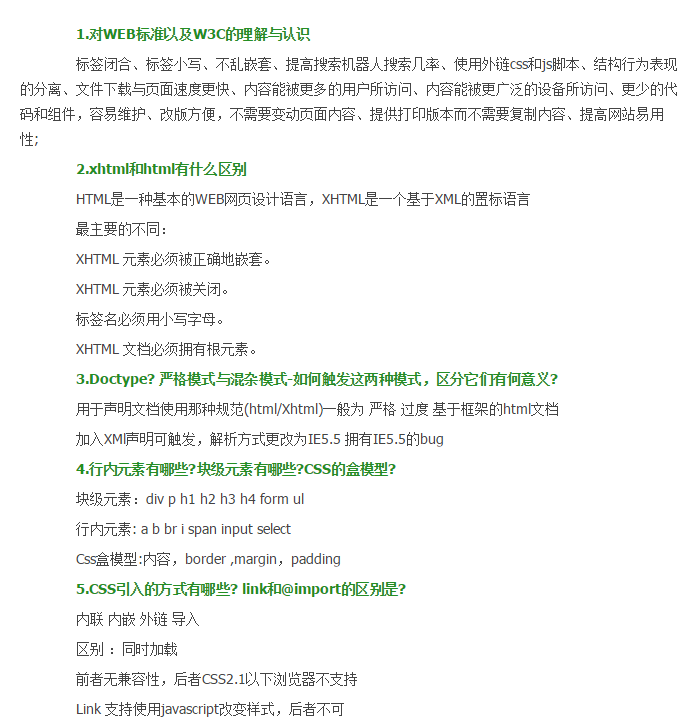 1.对WEB标准以及W3C的理解与认识
标签闭合、标签小写、不乱嵌套、提高搜索机器人搜索几率、使用外链css和js脚本、结构行为表现
的分离、文件下载与页面速度更快、内容能被更多的用户所访问、内容能被更广泛的设备所访问、更少的代
码和组件，容易维护、改版方便，不需要变动页面内容、提供打印版本而不需要复制内容、提高网站易用
性;
2.xhtml和html有什么区别
HTML是一种基本的WEB网页设计语言，XHTML是一个基于XML的置标语言
最主要的不同：
XHTML 元素必须被正确地嵌套。
XHTML 元素必须被关闭。
标签名必须用小写字母。
XHTML 文档必须拥有根元素。
3.Doctype? 严格模式与混杂模式-如何触发这两种模式，区分它们有何意义?
用于声明文档使用那种规范(html/Xhtml)一般为 严格 过度 基于框架的html文档
加入XMl声明可触发，解析方式更改为IE5.5 拥有IE5.5的bug
4.行内元素有哪些?块级元素有哪些?CSS的盒模型?
块级元素：div p h1 h2 h3 h4 form ul
行内元素: a b br i span input select
Css盒模型:内容，border ,margin，padding
5.CSS引入的方式有哪些? link和@import的区别是?
内联 内嵌 外链 导入
区别 ：同时加载
前者无兼容性，后者CSS2.1以下浏览器不支持
Link 支持使用javascript改变样式，后者不可